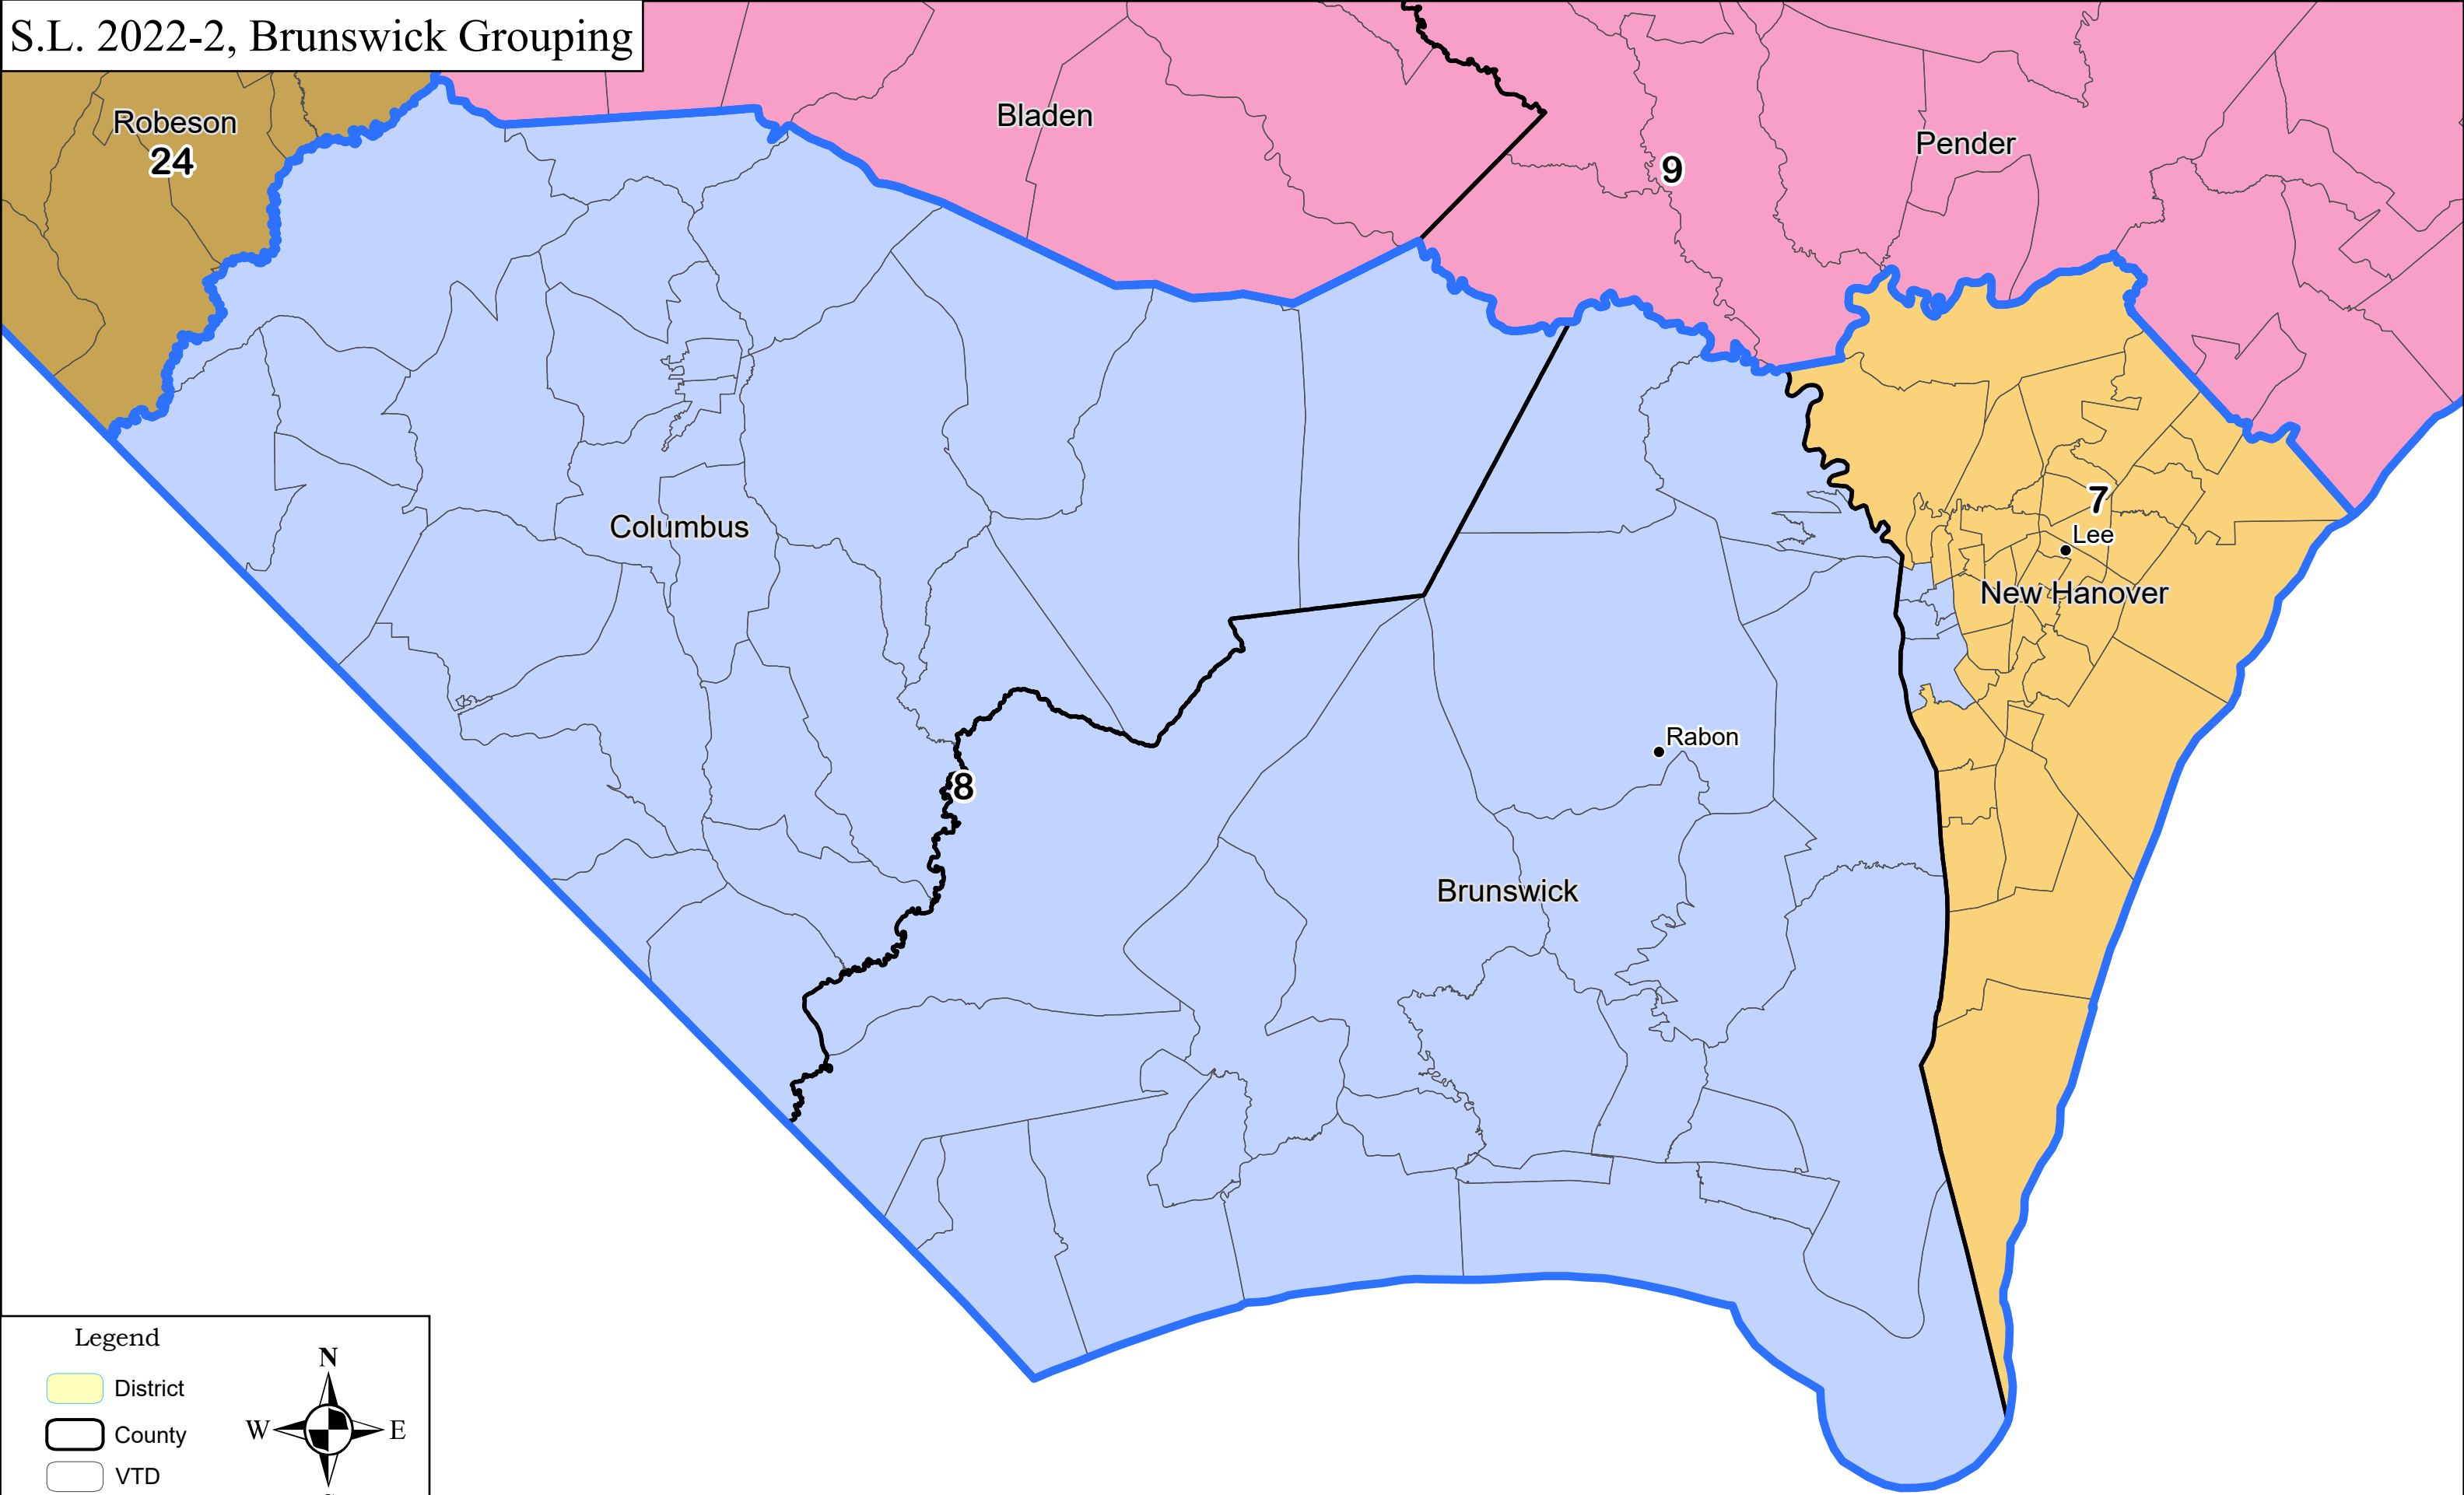 S.L. 2022-2, Brunswick Grouping
Robeson
24
Bladen
Pender
9
7
Lee
New Hanover
Columbus
Rabon
8
Brunswick
Legend
District
County
VTD
N
W
E